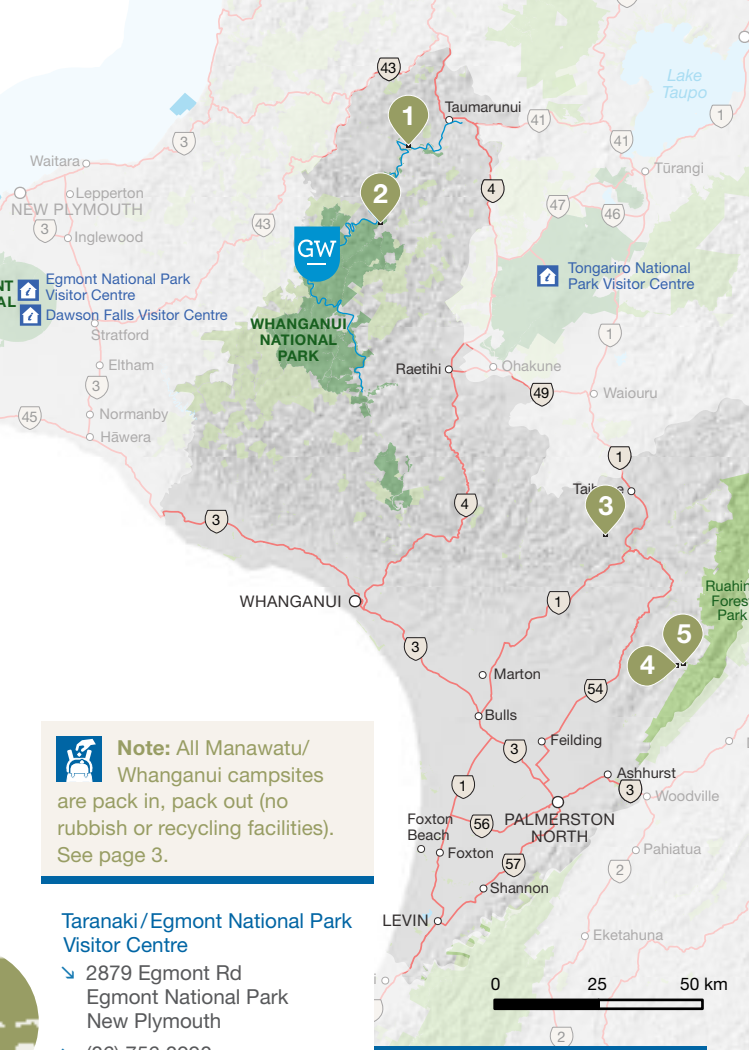 43
Lake
Taupo
1
Taumarunui
41
1
3
Waitara
41
Tūrangi
2
4
Lepperton
NEW PLYMOUTH
47
46
3
43
Inglewood
GW
Egmont National Park
Visitor Centre
Dawson Falls Visitor Centre
Tongariro National
Park Visitor Centre
Stratford
WHANGANUI
NATIONAL
PARK
1
Eltham
Raetihi
Okahune
3
49
Waiouru
45
Normanby
Hāwera
1
3
4
3
WHANGANUI
1
Forest
Park
3
5
4
Marton
54
Bulls
3
Feilding
Ashhurst
1
3
Woodville
56
PALMERSTON
NORTH
Foxton
Beach
Foxton
57
Pahiatua
2
Shannon
LEVIN
Eketahuna
0 25 50 km
2
Note: All Manawatu/
Whanganui campsites
are pack in, pack out (no
rubbish or recycling facilities).
See page 3.
Taranaki/Egmont National Park
Visitor Centre
↘ 2879 Egmont Rd
Egmont National Park
New Plymouth